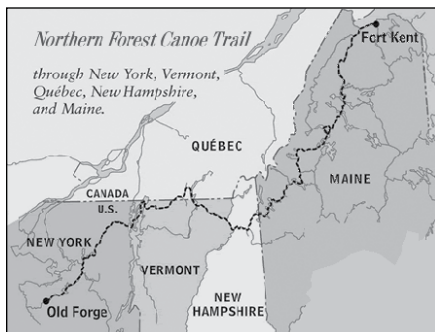 Northern Forest Canoe Trail
through New York, Vermont,
Québec, New Hampshire,
and Maine.
Fort Kent
QUÉBEC
MAINE
CANADA
U.S.
NEW YORK
VERMONT
NEW
HAMPSHIRE
Old Forge